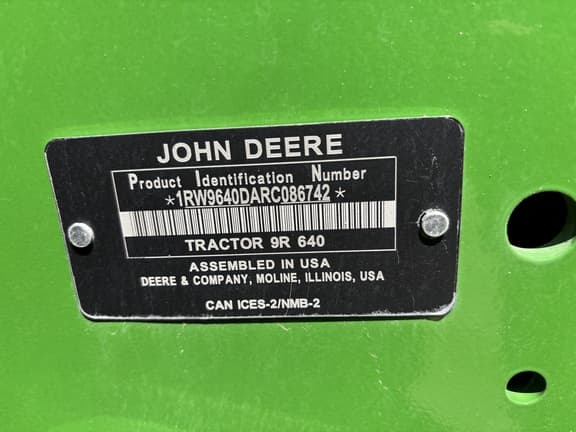 JOHN DEERE
Product Identification Number
*1RW9640DARC086742*
TRACTOR 9R 640
ASSEMBLED IN USA
DEERE & COMPANY, MOLINE, ILLINOIS, USA
CAN ICES-2/NMB-2